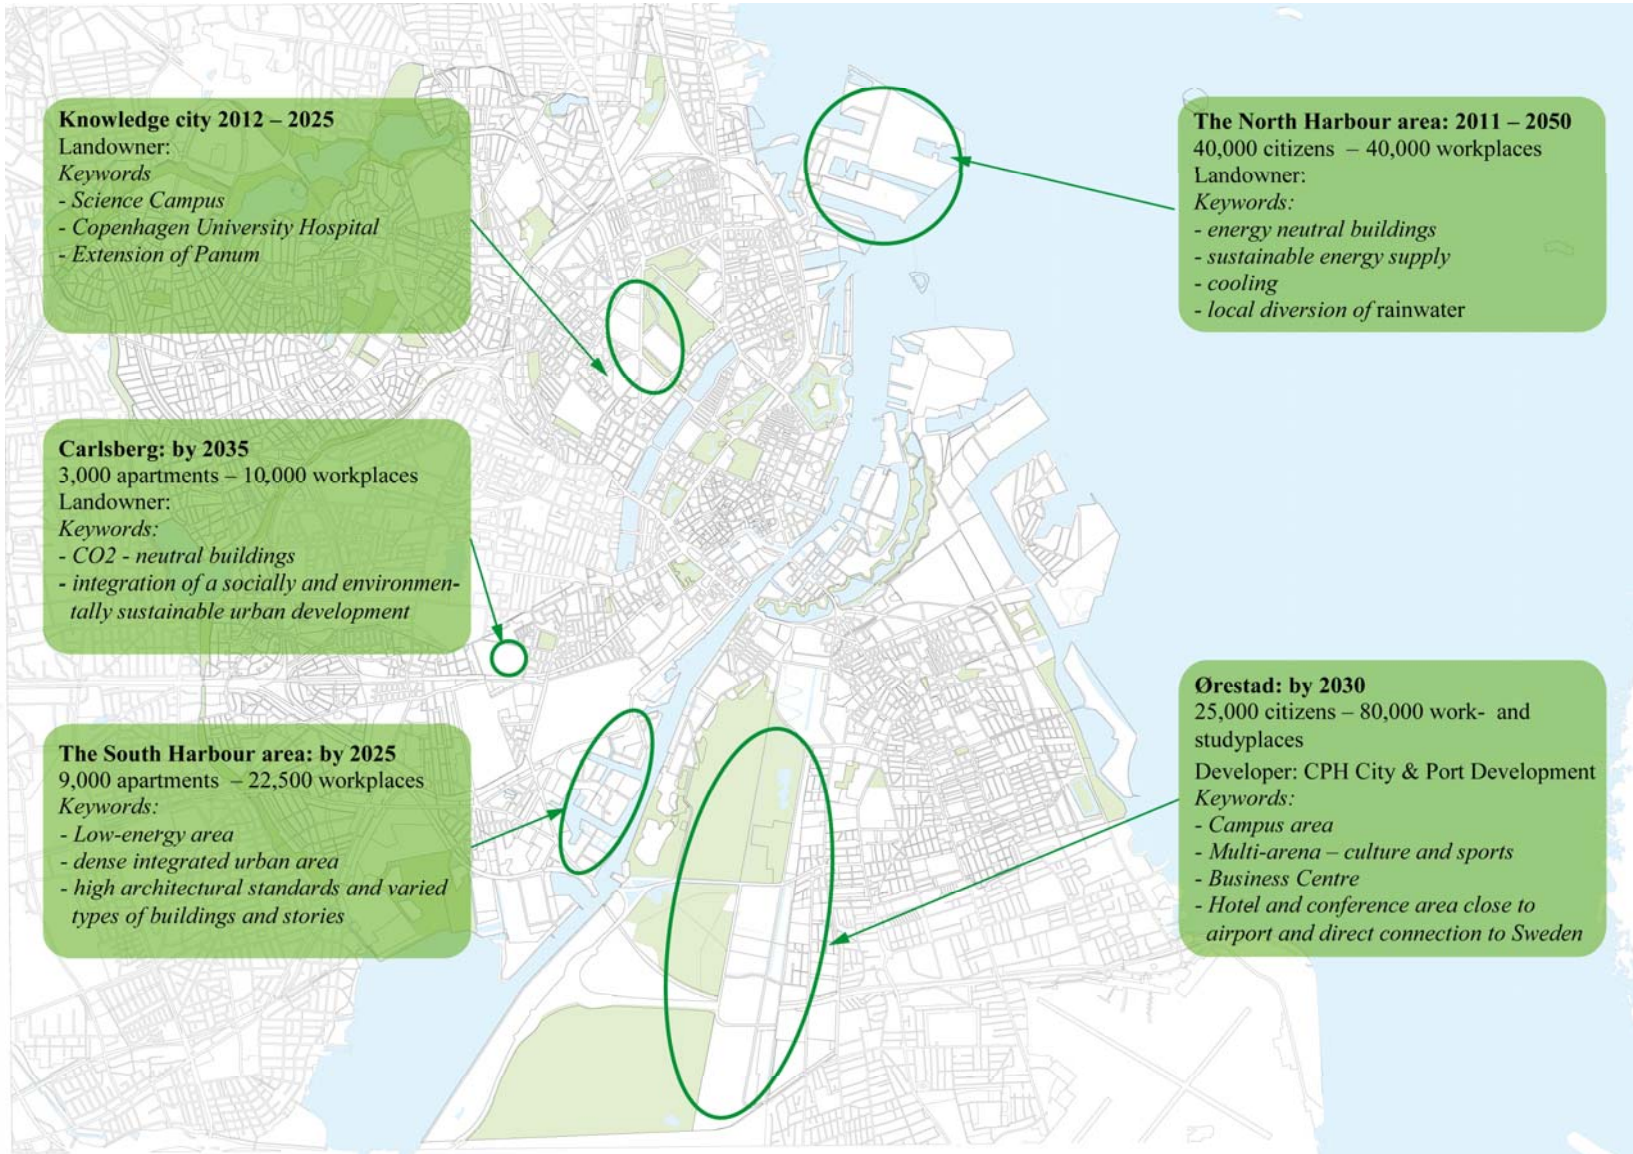 Knowledge city 2012 – 2025
Landowner:
Keywords
- Science Campus
- Copenhagen University Hospital
- Extension of Panum
Carlsberg: by 2035
3,000 apartments – 10,000 workplaces
Landowner:
Keywords:
- CO2 - neutral buildings
- integration of a socially and environmen-
tally sustainable urban development
The South Harbour area: by 2025
9,000 apartments – 22,500 workplaces
Keywords:
- Low-energy area
- dense integrated urban area
- high architectural standards and varied
types of buildings and stories
The North Harbour area: 2011 – 2050
40,000 citizens – 40,000 workplaces
Landowner:
Keywords:
- energy neutral buildings
- sustainable energy supply
- cooling
- local diversion of rainwater
Ørestad: by 2030
25,000 citizens – 80,000 work- and
studyplaces
Developer: CPH City & Port Development
Keywords:
- Campus area
- Multi-arena – culture and sports
- Business Centre
- Hotel and conference area close to
airport and direct connection to Sweden